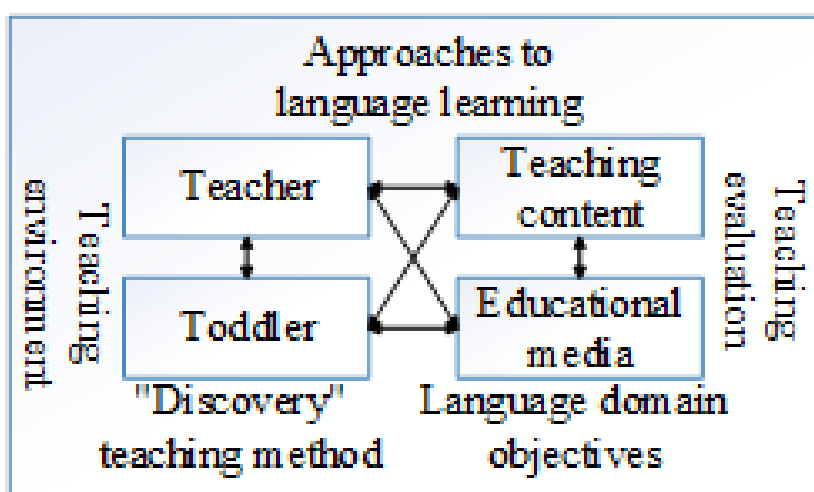 Approaches to
language learning
Teacher
Teaching
content
Teaching
environment
Teaching
evaluation
Toddler
Educational
media
"Discovery"
teaching method
Language domain
objectives